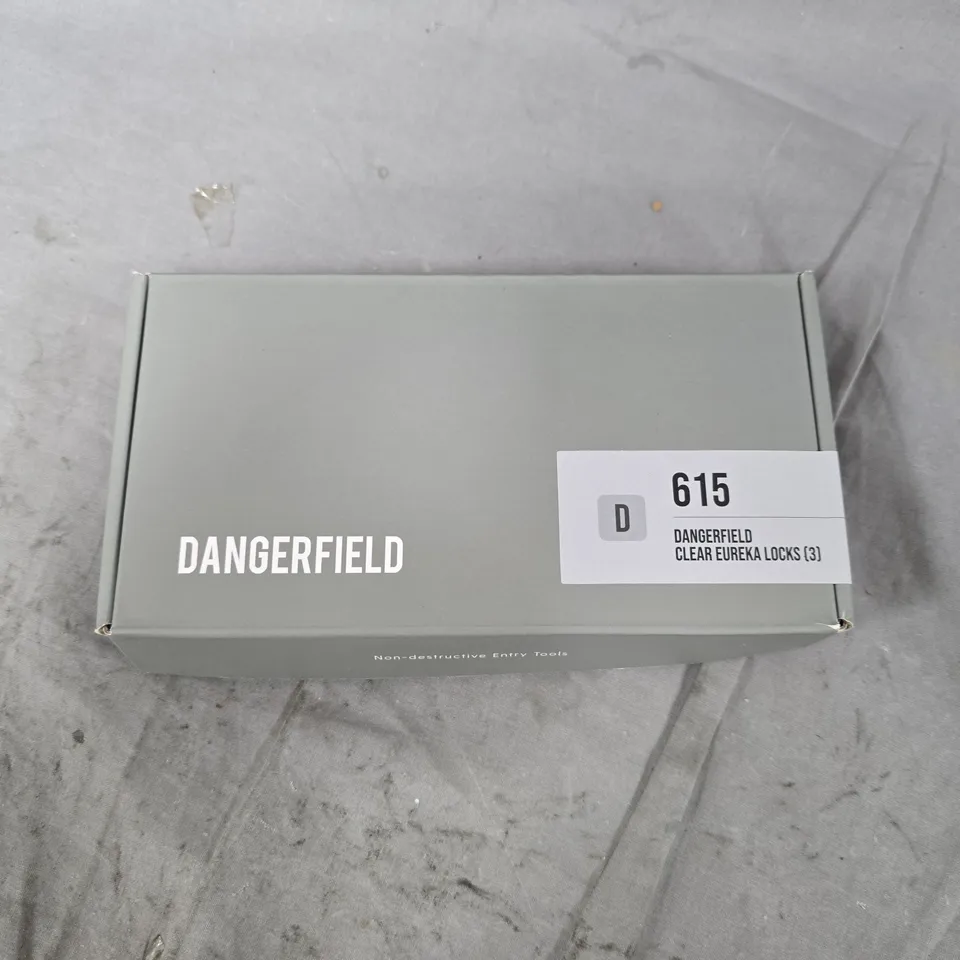 DANGERFIELD
D
615
DANGERFIELD
CLEAR EUREKA LOCKS (3)
Non-destructive Entry Tools